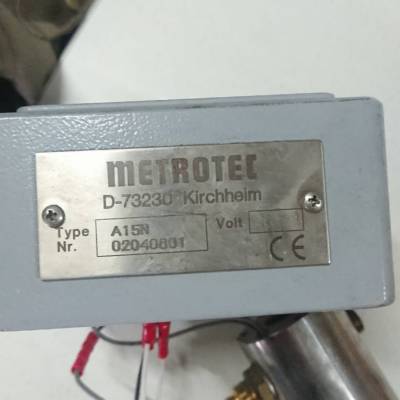 METROTEC
D-73230 Kirchheim
Type A15N Volt
Nr. 02040801
CE